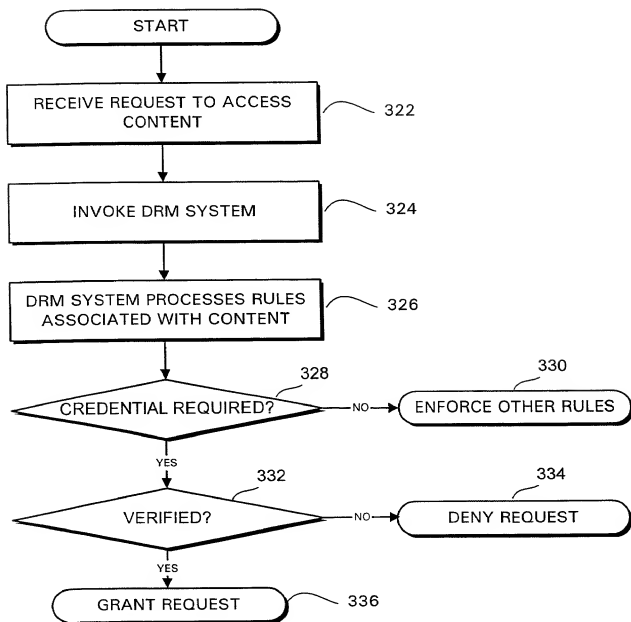 START
RECEIVE REQUEST TO ACCESS
CONTENT
322
INVOKE DRM SYSTEM
324
DRM SYSTEM PROCESSES RULES
ASSOCIATED WITH CONTENT
326
328
CREDENTIAL REQUIRED?
NO
330
ENFORCE OTHER RULES
YES
332
VERIFIED?
NO
334
DENY REQUEST
YES
GRANT REQUEST
336